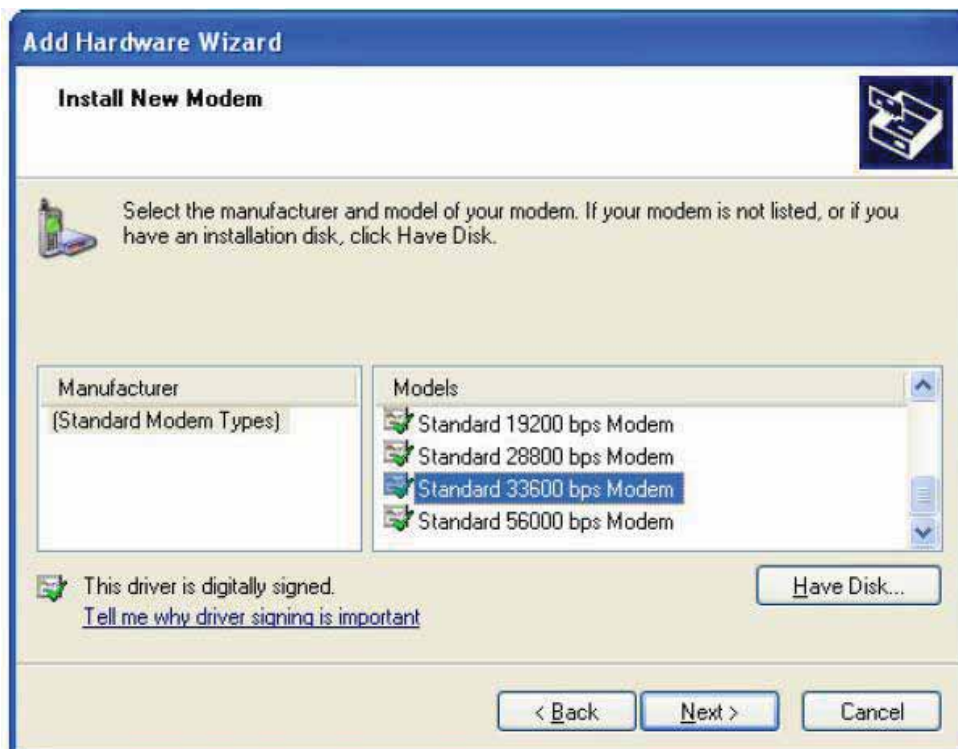 Add Hardware Wizard
Install New Modem
Select the manufacturer and model of your modem. If your modem is not listed, or if you
have an installation disk, click Have Disk.
Manufacturer
(Standard Modem Types)
Models
Standard 19200 bps Modem
Standard 28800 bps Modem
Standard 33600 bps Modem
Standard 56000 bps Modem
This driver is digitally signed.
Tell me why driver signing is important
Have Disk...
< Back
Next >
Cancel